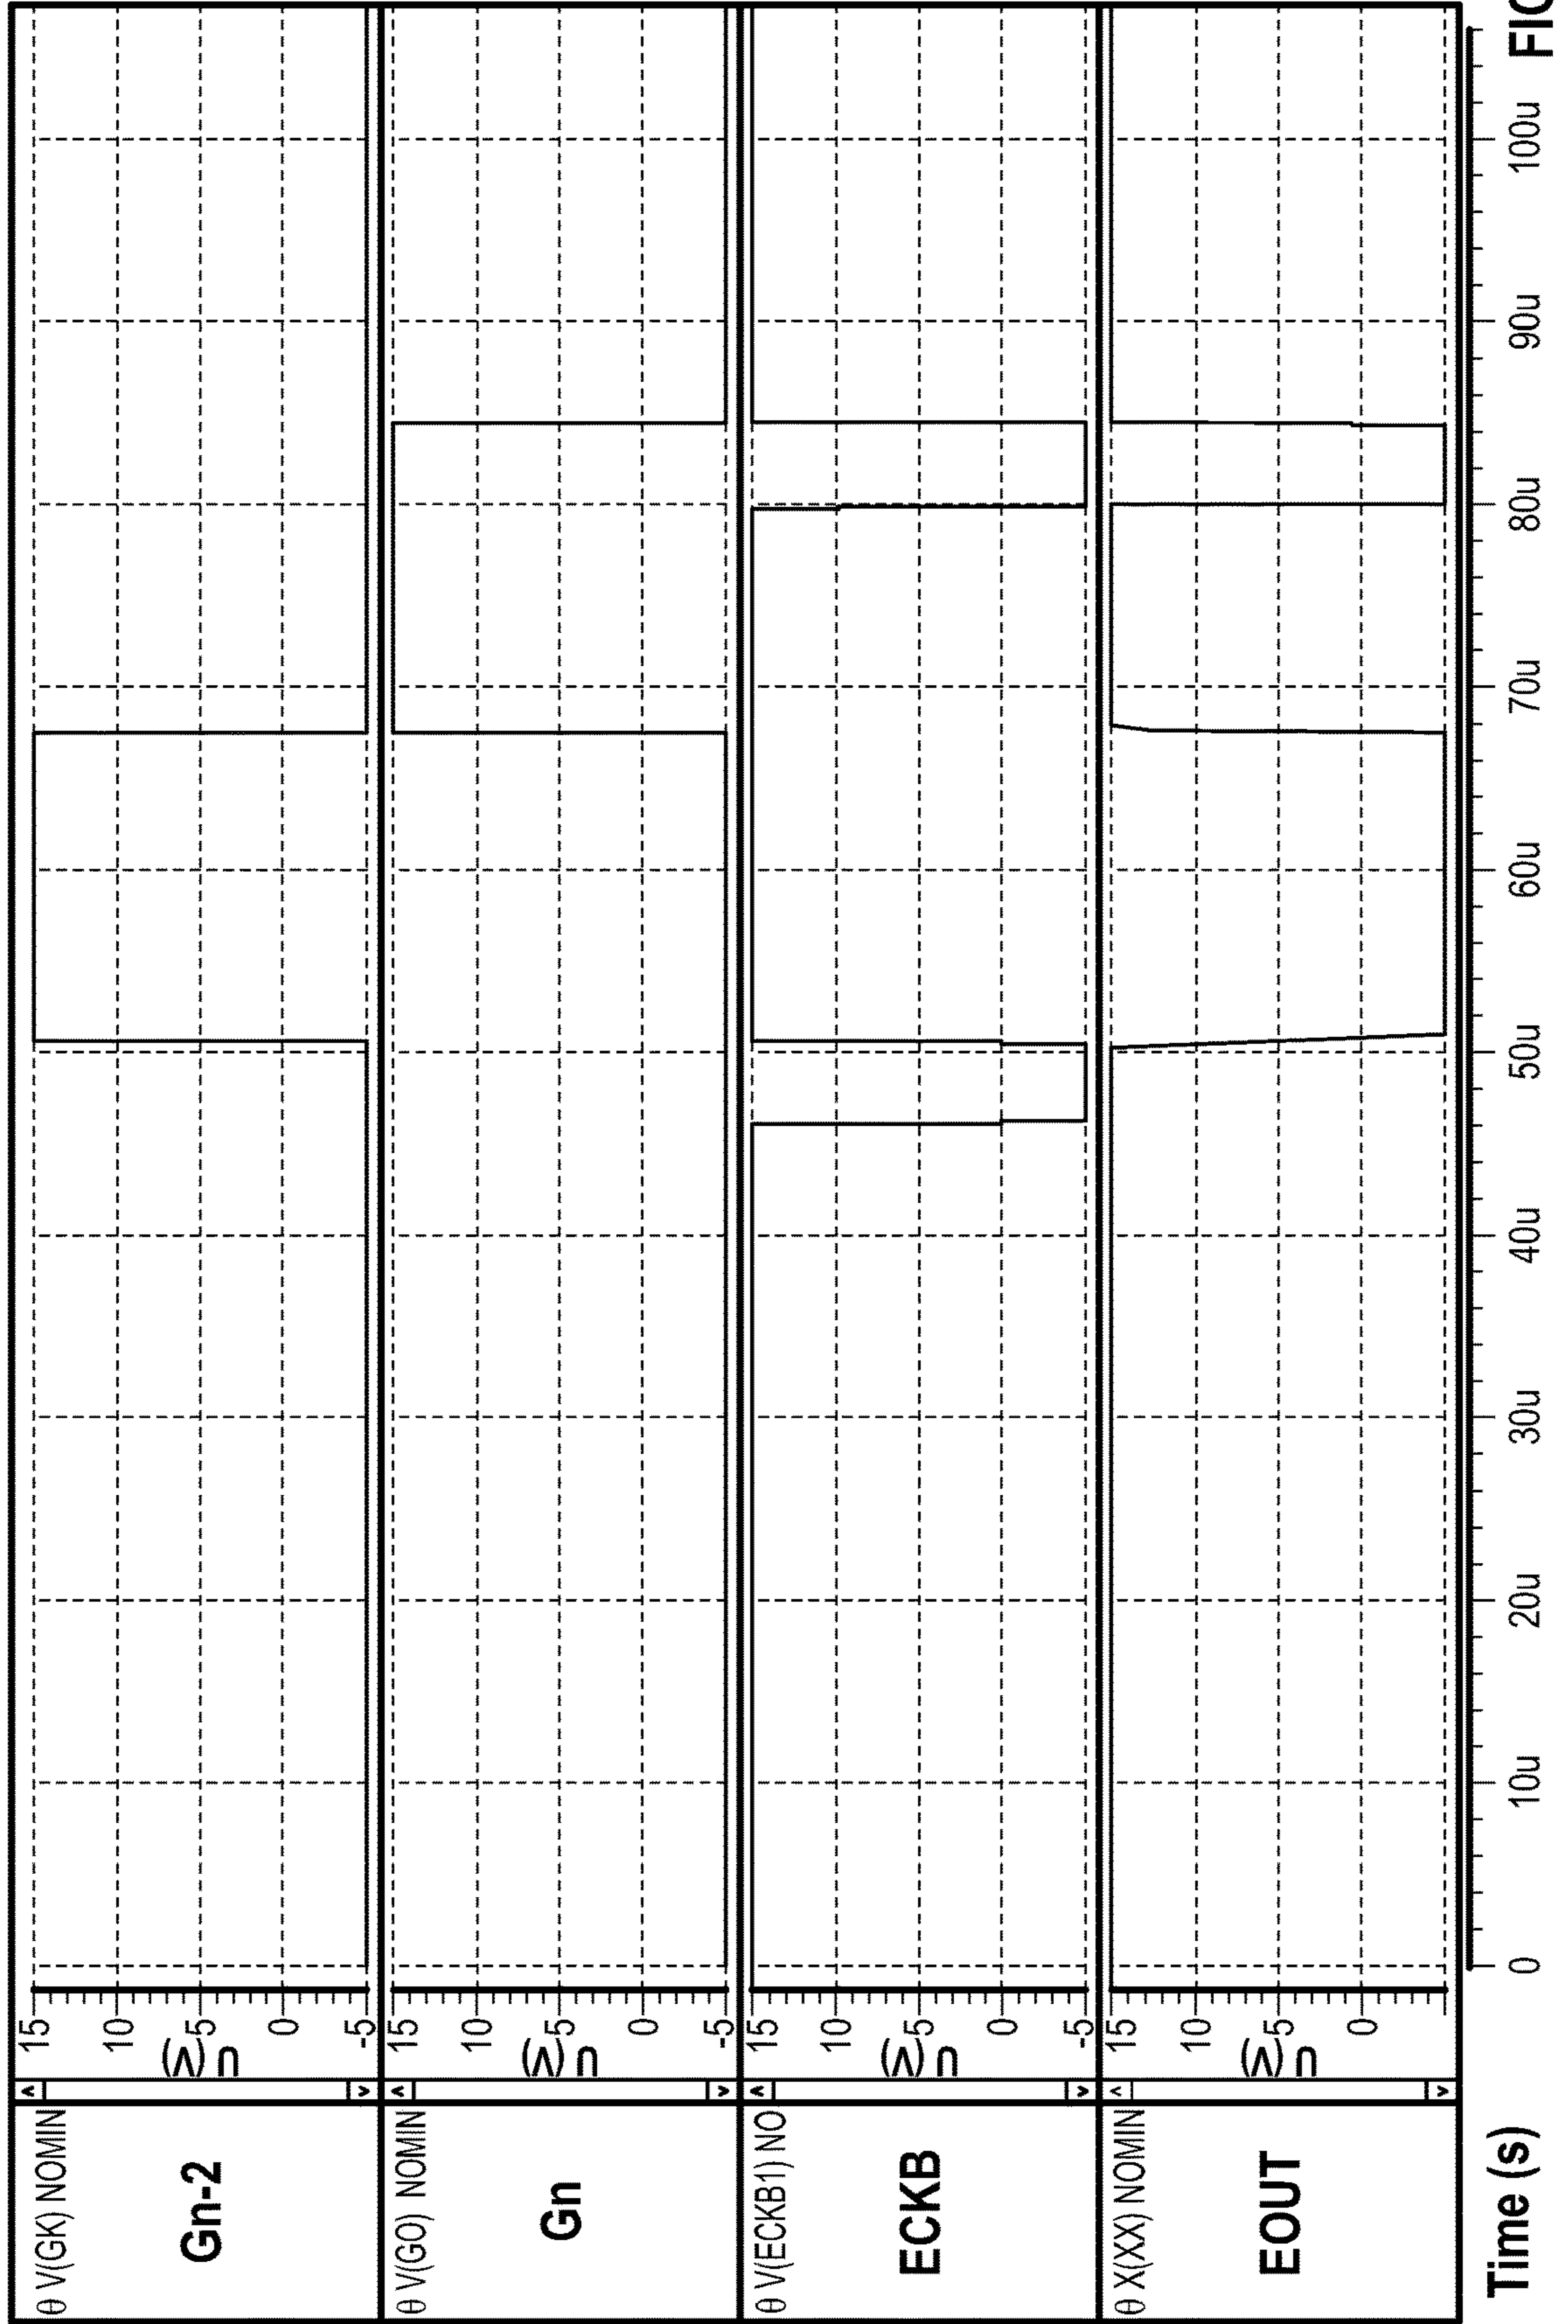 θ V(GK) NOMIN
Gn-2
15
10
5
0
-5
U (V)
θ V(GO) NOMIN
Gn
15
10
5
0
-5
U (V)
θ V(ECKB1) NO
ECKB
15
10
5
0
-5
U (V)
θ X(XX) NOMIN
EOUT
15
10
5
0
U (V)
Time (s)
0 10u 20u 30u 40u 50u 60u 70u 80u 90u 100u